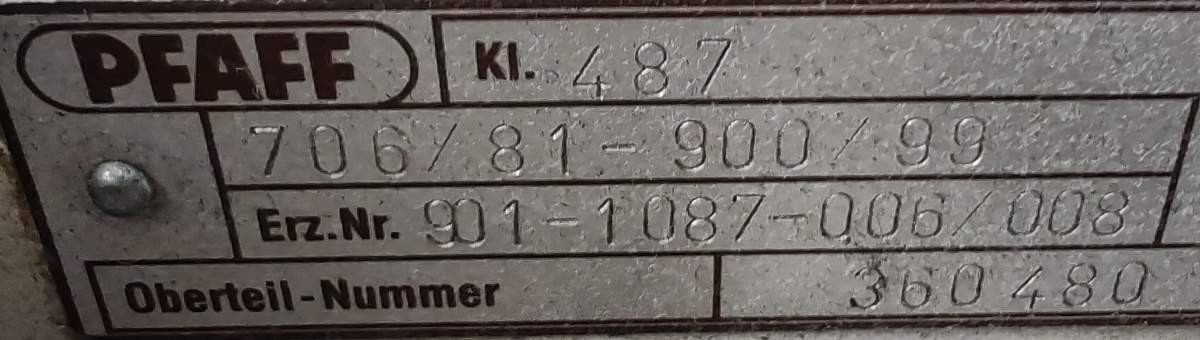 PFAFF Kl. 487
706/81-900/99
Erz.Nr. 901-1087-006/008
Oberteil-Nummer 360480